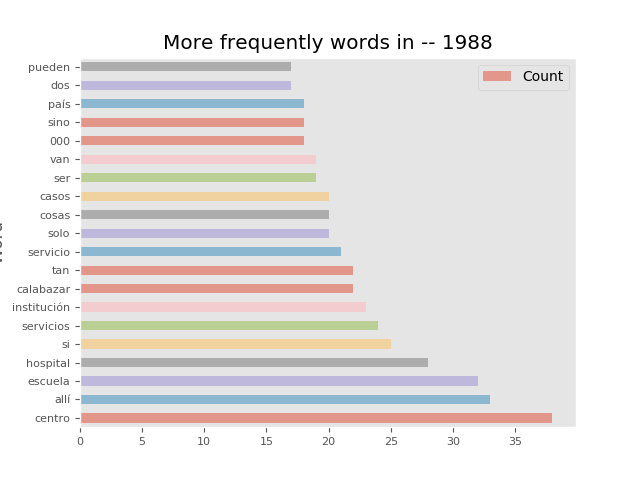 More frequently words in -- 1988
Count
pueden
dos
país
sino
000
van
ser
casos
cosas
solo
servicio
tan
calabazar
institución
servicios
si
hospital
escuela
allí
centro
0 5 10 15 20 25 30 35